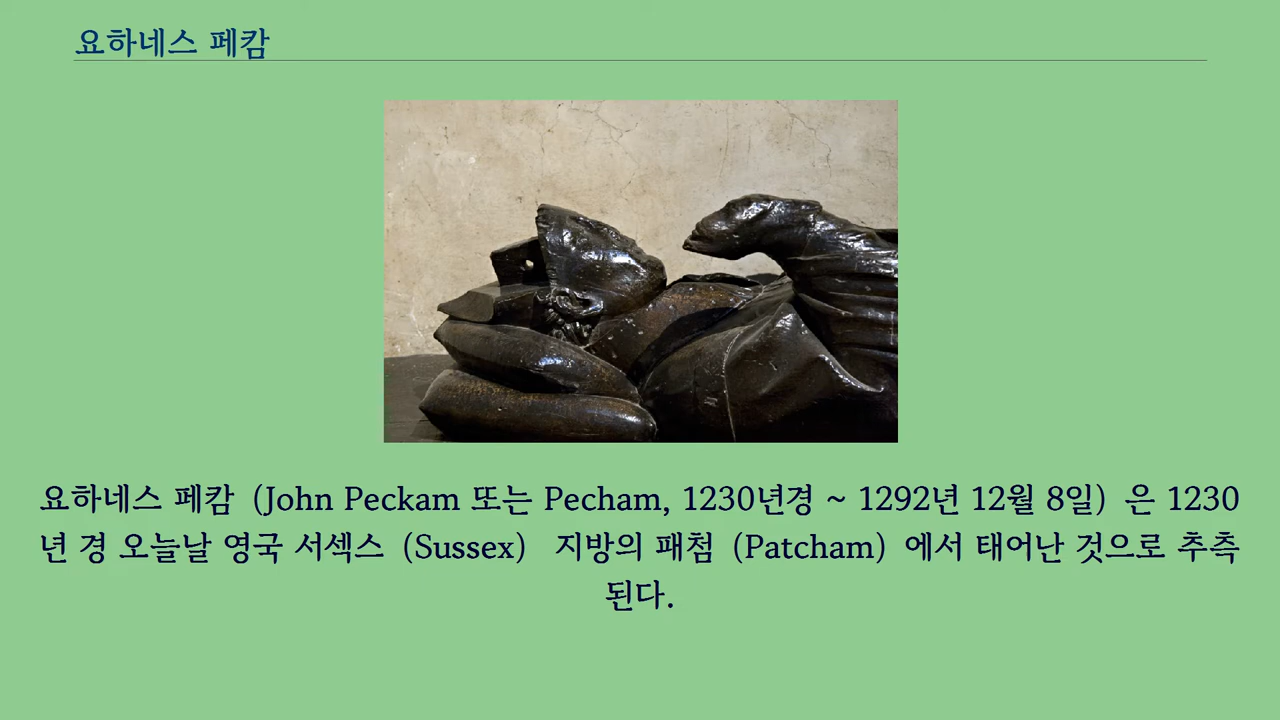 요하네스 페캄
요하네스 페캄 (John Peckam 또는 Pecham, 1230년경 ~ 1292년 12월 8일) 은 1230
년 경 오늘날 영국 서섹스 (Sussex) 지방의 패첨 (Patcham) 에서 태어난 것으로 추측
된다.